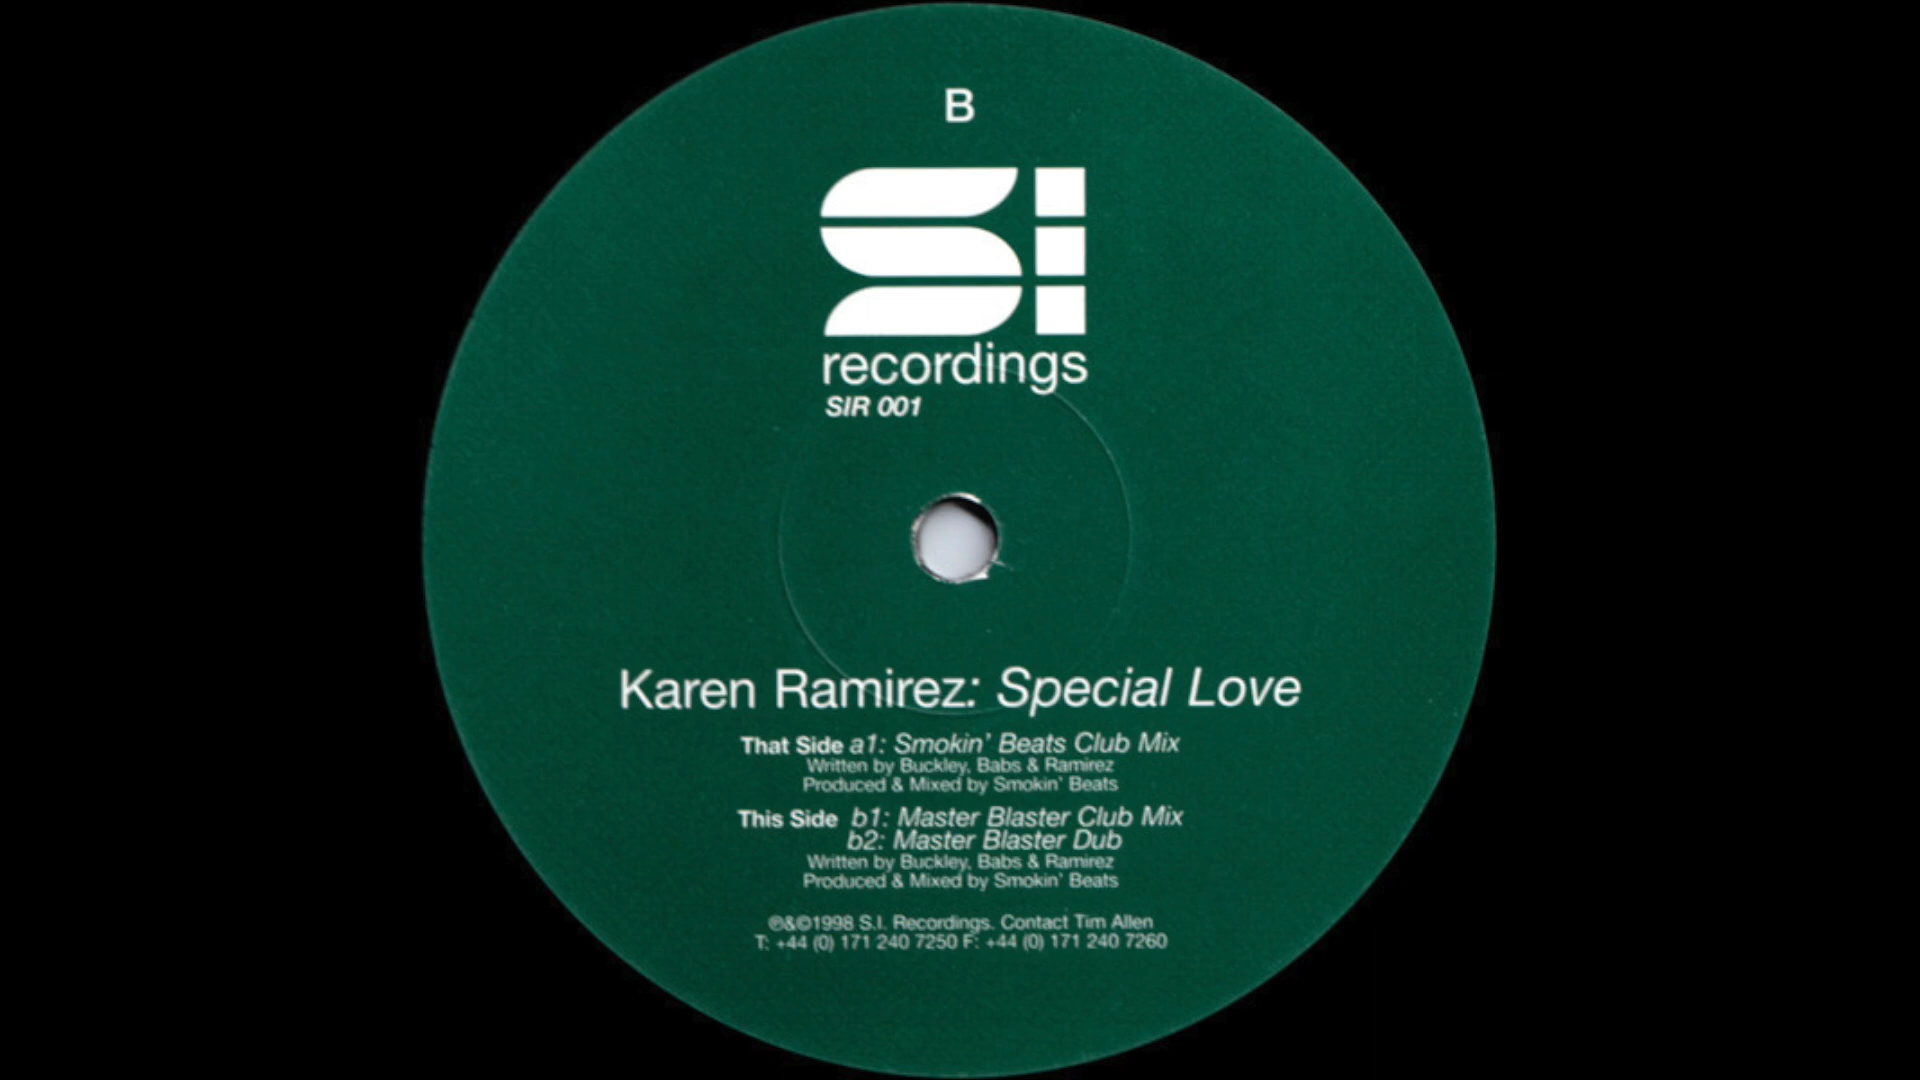 B
SI
recordings
SIR 001
Karen Ramirez: Special Love
That Side a1: Smokin' Beats Club Mix
Written by Buckley, Babs & Ramirez
Produced & Mixed by Smokin' Beats
This Side b1: Master Blaster Club Mix
b2: Master Blaster Dub
Written by Buckley, Babs & Ramirez
Produced & Mixed by Smokin' Beats
℗&©1998 S.I. Recordings. Contact Tim Allen
T: +44 (0) 171 240 7250 F: +44 (0) 171 240 7260